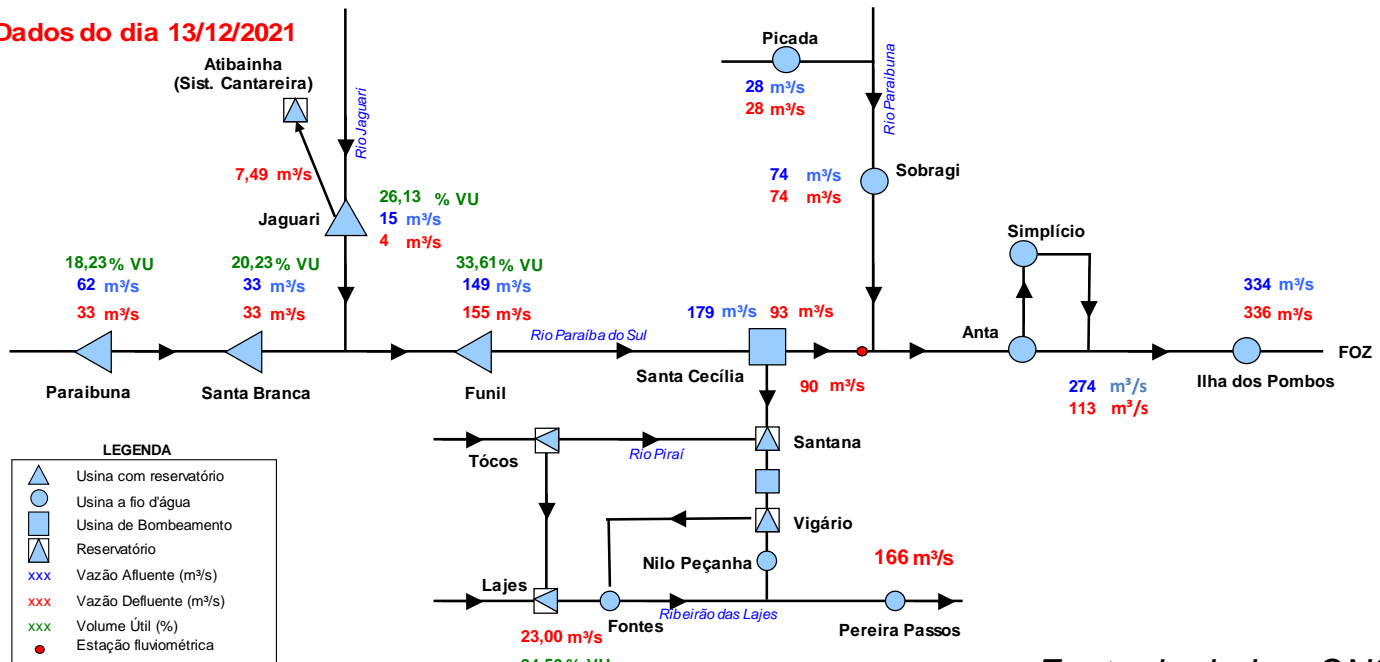 Dados do dia 13/12/2021
Atibainha
(Sist. Cantareira)
Rio Jaguari
7,49 m³/s
Jaguari
26,13 % VU
15 m³/s
4 m³/s
Picada
28 m³/s
28 m³/s
Rio Paraibuna
74 m³/s
74 m³/s
Sobragi
Simplício
18,23% VU
62 m³/s
33 m³/s
Paraibuna
20,23% VU
33 m³/s
33 m³/s
Santa Branca
33,61% VU
149 m³/s
155 m³/s
Funil
Rio Paraíba do Sul
179 m³/s 93 m³/s
Santa Cecília
90 m³/s
Anta
274 m³/s
113 m³/s
334 m³/s
336 m³/s
Ilha dos Pombos
FOZ
Tócos
Rio Piraí
Santana
Vigário
Nilo Peçanha
166 m³/s
Lajes
Fontes
Ribeirão das Lajes
Pereira Passos
23,00 m³/s
LEGENDA
Usina com reservatório
Usina a fio d'água
Usina de Bombeamento
Reservatório
xxx Vazão Afluente (m³/s)
xxx Vazão Defluente (m³/s)
xxx Volume Útil (%)
Estação fluviométrica